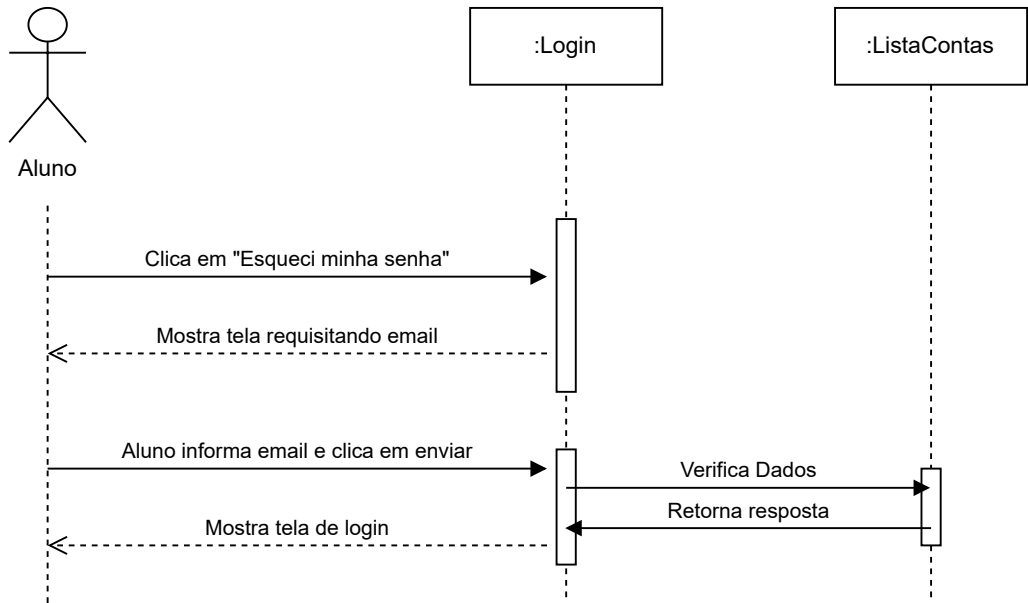 :Login
:ListaContas
Aluno
Clica em "Esqueci minha senha"
Mostra tela requisitando email
Aluno informa email e clica em enviar
Verifica Dados
Retorna resposta
Mostra tela de login